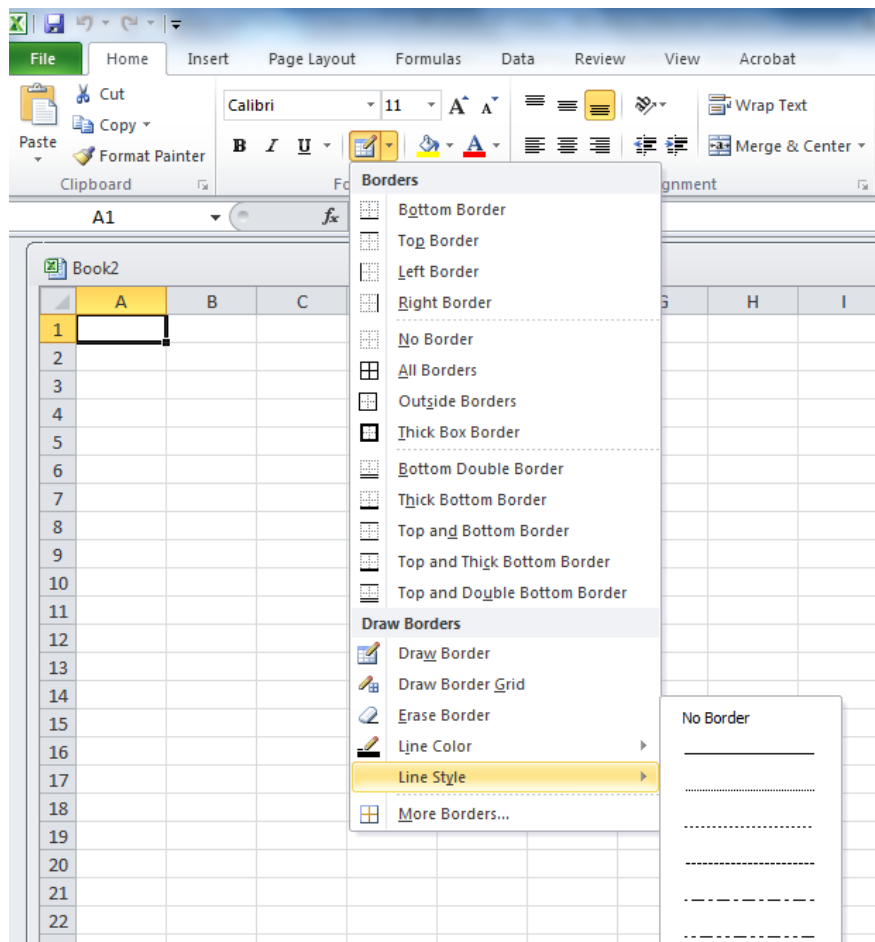 File Home Insert Page Layout Formulas Data Review View Acrobat
Paste
Cut
Copy
Format Painter
Clipboard
Calibri 11 A A
B I U A
Wrap Text
Merge & Center
A1 fx
Book2
A B C H I
1
2
3
4
5
6
7
8
9
10
11
12
13
14
15
16
17
18
19
20
21
22
Borders
Bottom Border
Top Border
Left Border
Right Border
No Border
All Borders
Outside Borders
Thick Box Border
Bottom Double Border
Thick Bottom Border
Top and Bottom Border
Top and Thick Bottom Border
Top and Double Bottom Border
Draw Borders
Draw Border
Draw Border Grid
Erase Border
Line Color
Line Style
More Borders...
No Border